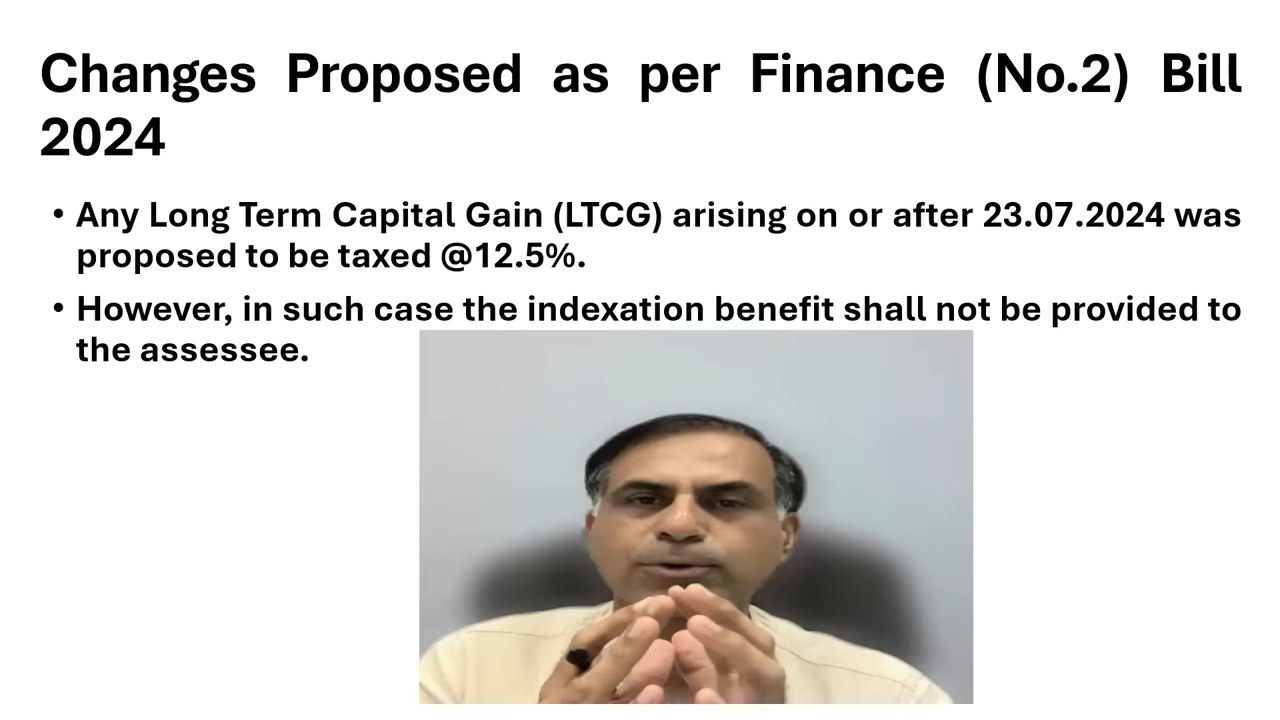 Changes Proposed as per Finance (No.2) Bill
2024
• Any Long Term Capital Gain (LTCG) arising on or after 23.07.2024 was
proposed to be taxed @12.5%.
• However, in such case the indexation benefit shall not be provided to
the assessee.